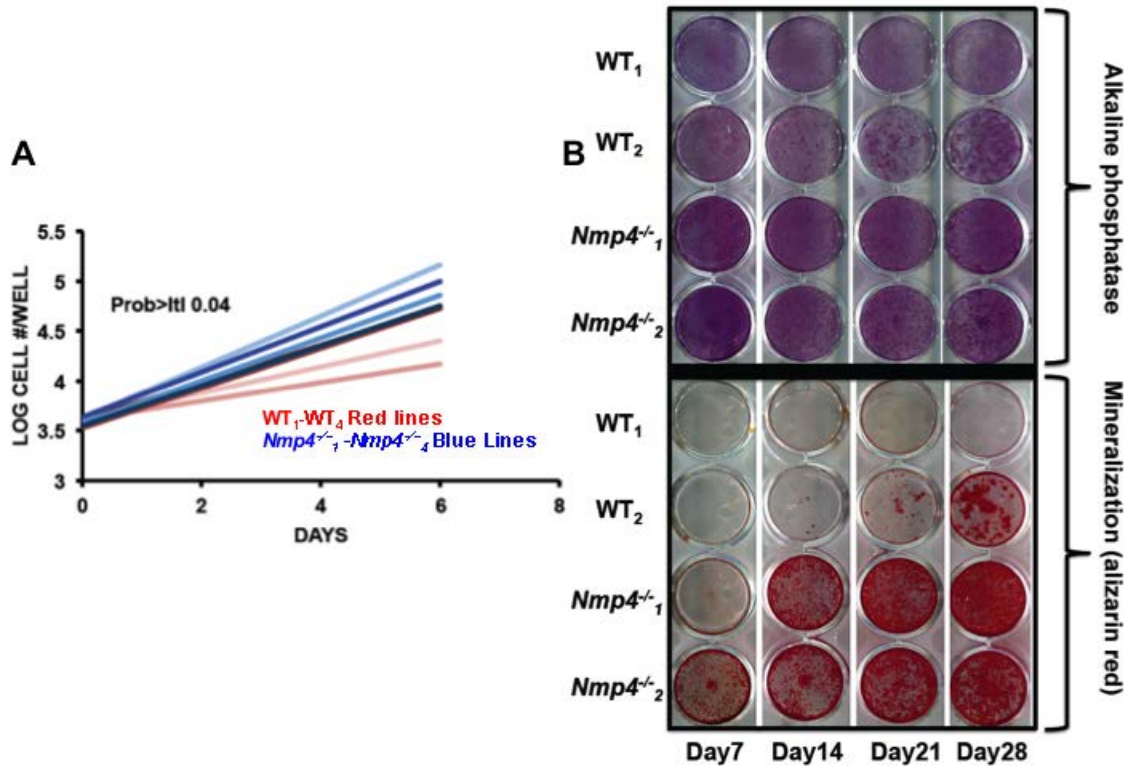 A
5.5
5
4.5
4
3.5
3
LOG CELL #/WELL
Prob>ltl 0.04
WT₁-WT₄ Red lines
Nmp4⁻/⁻₁ -Nmp4⁻/⁻₄ Blue Lines
0
2
4
6
8
DAYS
B
WT₁
WT₂
Nmp4⁻/⁻₁
Nmp4⁻/⁻₂
Alkaline phosphatase
WT₁
WT₂
Nmp4⁻/⁻₁
Nmp4⁻/⁻₂
Mineralization (alizarin red)
Day7 Day14 Day21 Day28